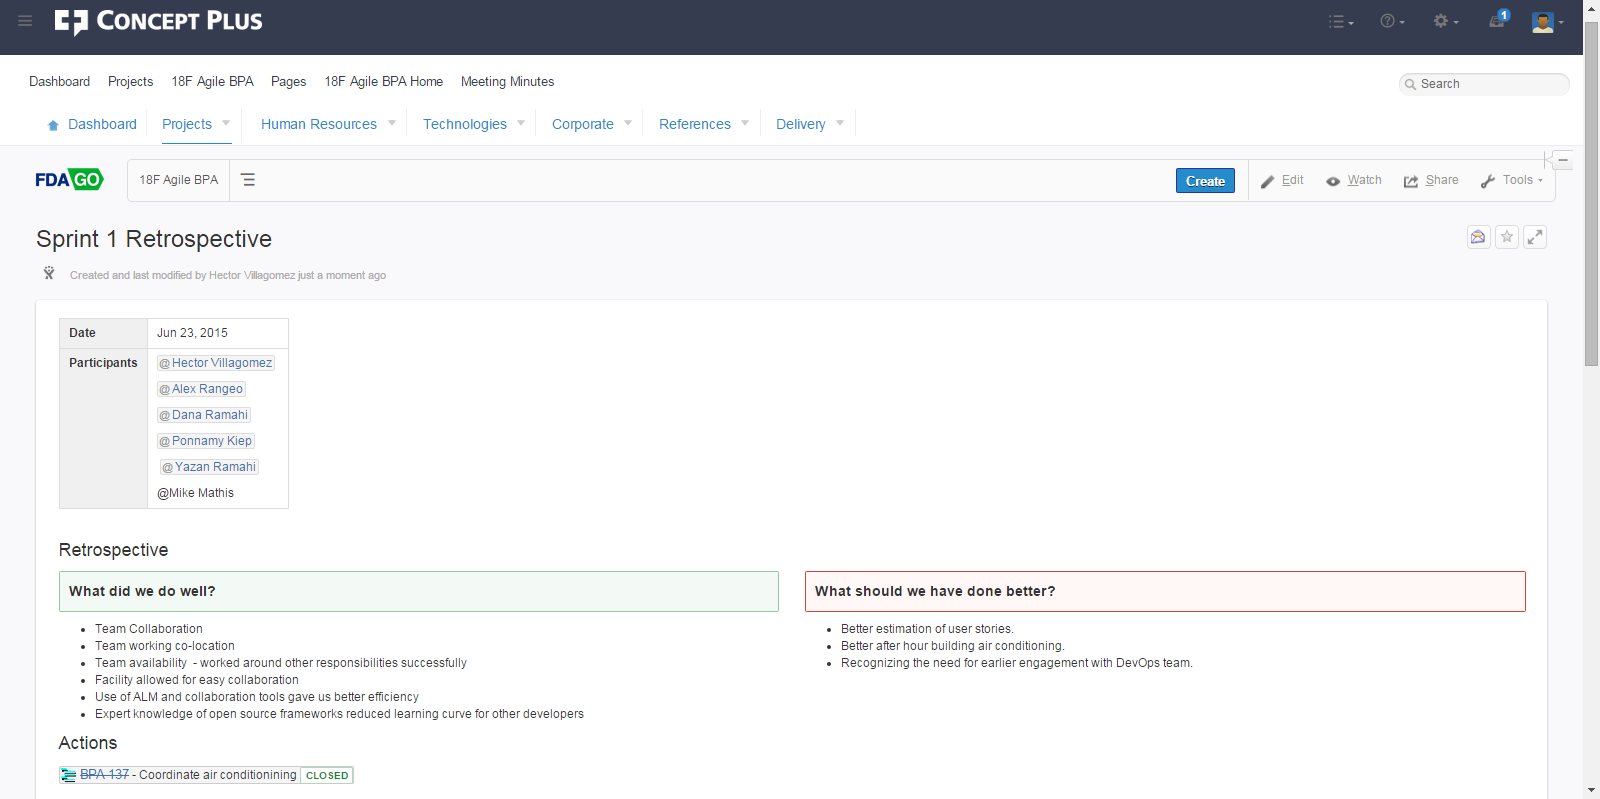 CONCEPT PLUS
1
Dashboard Projects 18F Agile BPA Pages 18F Agile BPA Home Meeting Minutes
Search
Dashboard Projects Human Resources Technologies Corporate References Delivery
FDA GO
18F Agile BPA
Create
Edit Watch Share Tools
Sprint 1 Retrospective
Created and last modified by Hector Villagomez just a moment ago
Date Jun 23, 2015
Participants @Hector Villagomez
@Alex Rangeo
@Dana Ramahi
@Ponnamy Kiep
@Yazan Ramahi
@Mike Mathis
Retrospective
What did we do well?
Team Collaboration
Team working co-location
Team availability - worked around other responsibilities successfully
Facility allowed for easy collaboration
Use of ALM and collaboration tools gave us better efficiency
Expert knowledge of open source frameworks reduced learning curve for other developers
What should we have done better?
Better estimation of user stories.
Better after hour building air conditioning.
Recognizing the need for earlier engagement with DevOps team.
Actions
BPA-137 - Coordinate air conditionining CLOSED